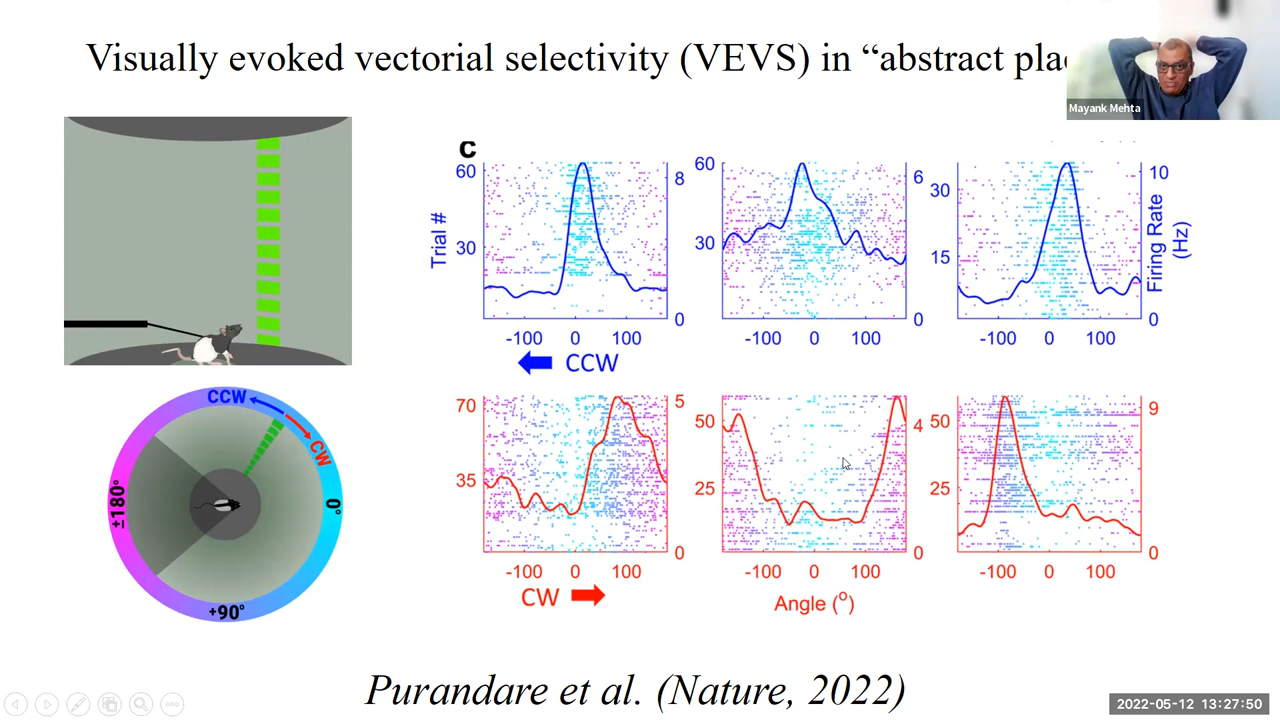 Visually evoked vectorial selectivity (VEVS) in “abstract
Mayank Mehta
C
60
30
Trial #
8
0
-100 0 100
CCW
60
30
6
0
-100 0 100
30
15
10
0
Firing Rate
(Hz)
-100 0 100
CCW
CW
±180°
0°
+90°
70
35
5
0
-100 0 100
CW
50
25
4
0
-100 0 100
Angle (°)
50
25
9
0
-100 0 100
Purandare et al. (Nature, 2022)
2022-05-12 13:27:50